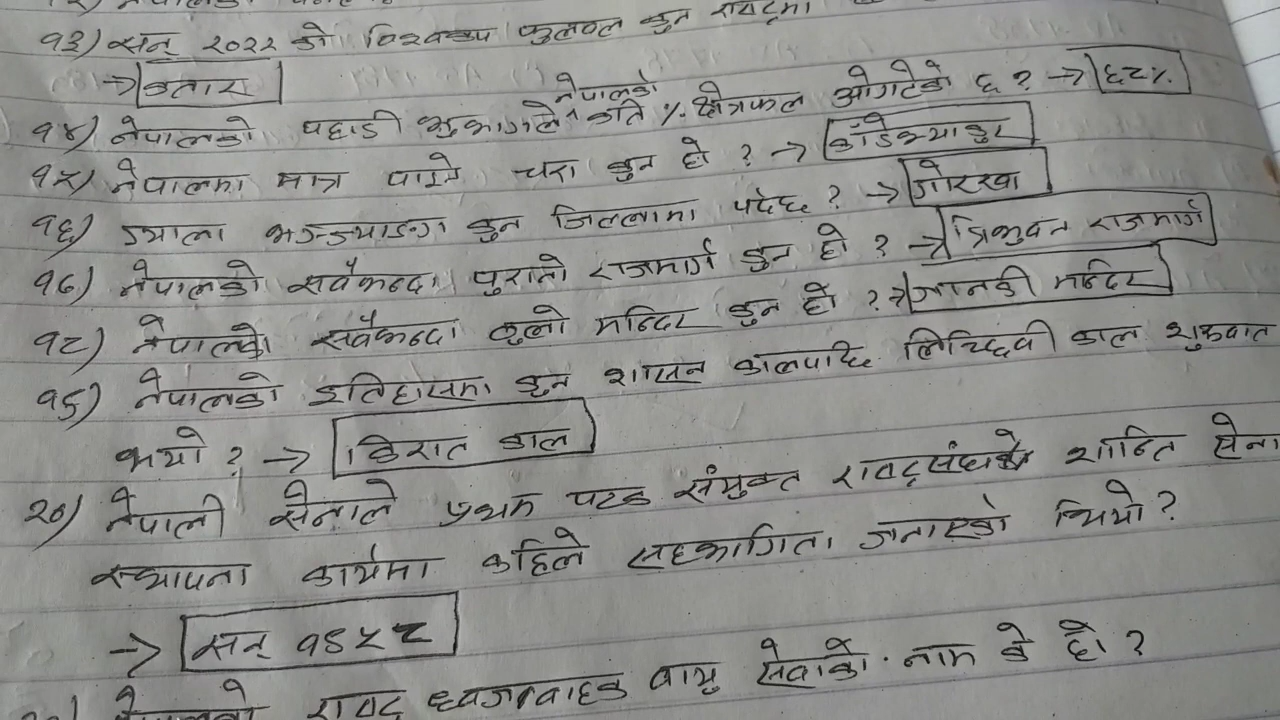 १३) सन् २०२२ को विश्वकप फुटबल कुन राष्ट्रमा
→ कतार
१४) नेपालको पहाडी भुभागले नेपालको कति % क्षेत्रफल ओगटेको छ ? → ६८%
१५) नेपालमा मात्र पाइने चरा कुन हो ? → काँडेभ्याकुर
१६) ज्याला भञ्ज्याङग कुन जिल्लामा पर्दछ ? → गोरखा
१७) नेपालको सबैभन्दा पुरानो राजमार्ग कुन हो ? → त्रिभुवन राजमार्ग
१८) नेपालको सबैभन्दा ठुलो मन्दिर कुन हो ? → जानकी मन्दिर
१९) नेपालको इतिहासमा कुन शासन कालपछि लिच्छिवी काल शुरुवात
भयो ? → किरात काल
२०) नेपाली सेनाले प्रथम पटक संयुक्त राष्ट्रसंघको शान्ति सेना
स्थापना कार्यमा कहिले सहभागिता जनाएको थियो ?
→ सन् १९५८
राष्ट्र ध्वजावाहक वायु सेवाको नाम के हो ?